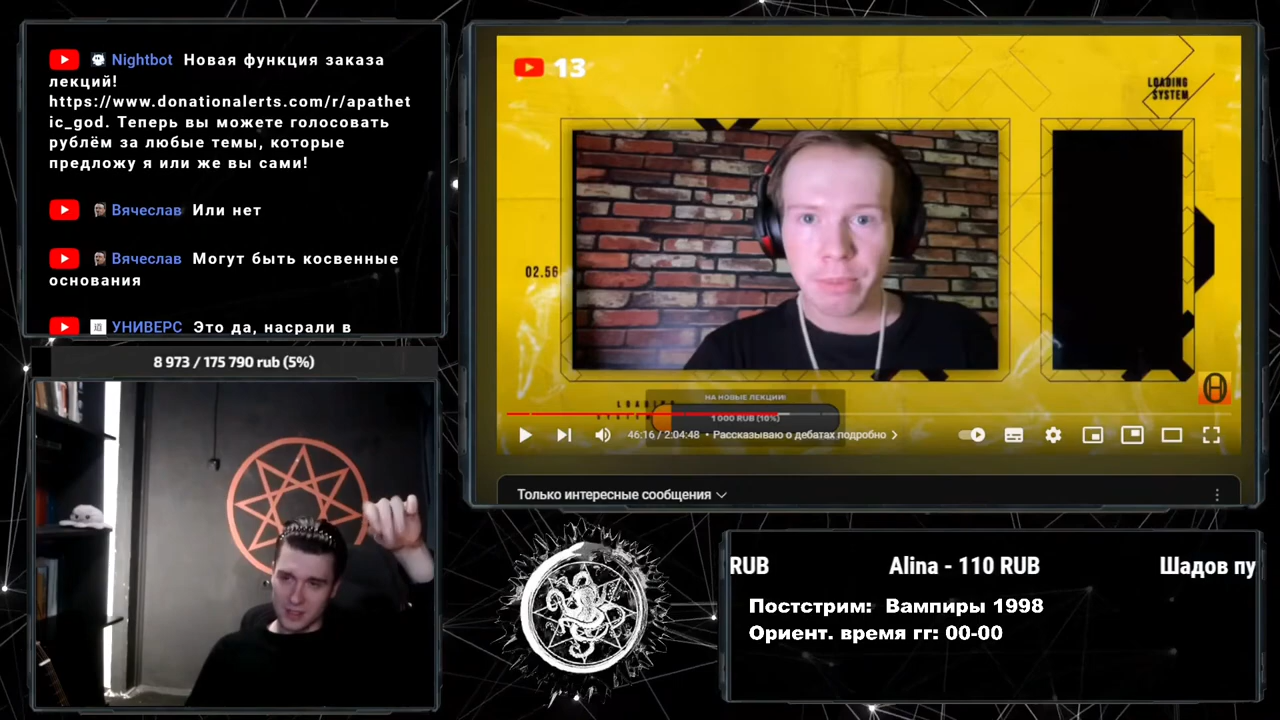 Nightbot Новая функция заказа
лекций!
https://www.donationalerts.com/r/apathet
ic_god. Теперь вы можете голосовать
рублём за любые темы, которые
предложу я или же вы сами!
Вячеслав Или нет
Вячеслав Могут быть косвенные
основания
УНИВЕРС Это да, насрали в
8 973 / 175 790 rub (5%)
13
LOADING
SYSTEM
02.56
НА НОВЫЕ ЛЕКЦИИ!
1 000 RUB (10%)
46:16 / 2:04:48 • Рассказываю о дебатах подробно
Только интересные сообщения
RUB Alina - 110 RUB Шадов пу
Постстрим: Вампиры 1998
Ориент. время гг: 00-00